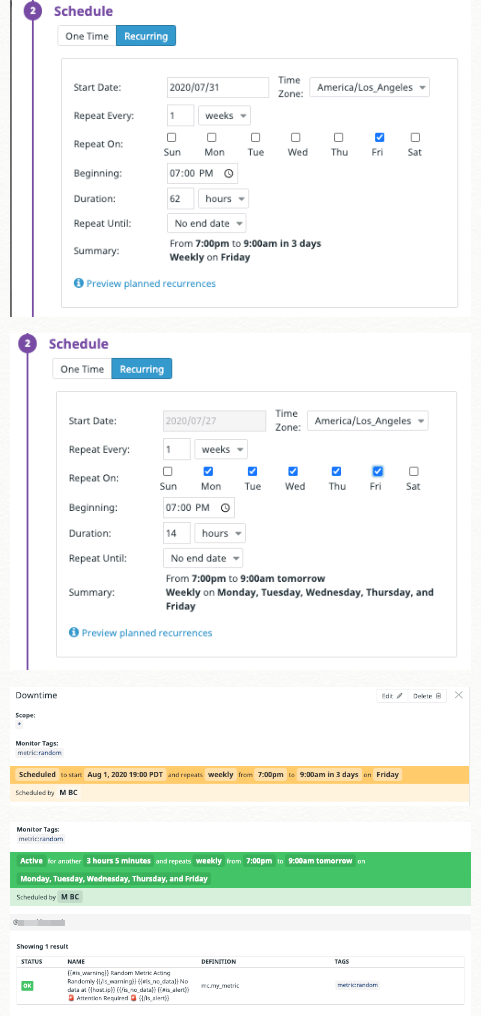 2 Schedule
One Time Recurring
Start Date: 2020/07/31 Time Zone: America/Los_Angeles
Repeat Every: 1 weeks
Repeat On: Sun Mon Tue Wed Thu Fri Sat
Beginning: 07:00 PM
Duration: 62 hours
Repeat Until: No end date
Summary: From 7:00pm to 9:00am in 3 days
Weekly on Friday
Preview planned recurrences
2 Schedule
One Time Recurring
Start Date: 2020/07/27 Time Zone: America/Los_Angeles
Repeat Every: 1 weeks
Repeat On: Sun Mon Tue Wed Thu Fri Sat
Beginning: 07:00 PM
Duration: 14 hours
Repeat Until: No end date
Summary: From 7:00pm to 9:00am tomorrow
Weekly on Monday, Tuesday, Wednesday, Thursday, and
Friday
Preview planned recurrences
Downtime Edit Delete
Scope:
*
Monitor Tags:
metric:random
Scheduled to start Aug 1, 2020 19:00 PDT and repeats weekly from 7:00pm to 9:00am in 3 days on Friday
Scheduled by M BC
Monitor Tags:
metric:random
Active for another 3 hours 5 minutes and repeats weekly from 7:00pm to 9:00am tomorrow on
Monday, Tuesday, Wednesday, Thursday, and Friday
Scheduled by M BC
Showing 1 result
STATUS NAME DEFINITION TAGS
{{#is_warning}} Random Metric Acting
Randomly {{/is_warning}} {{#is_no_data}} No
OK data at {{host.ip}} {{/is_no_data}} {{#is_alert}} mc.my_metric metric:random
🚨 Attention Required 🚨 {{/is_alert}}